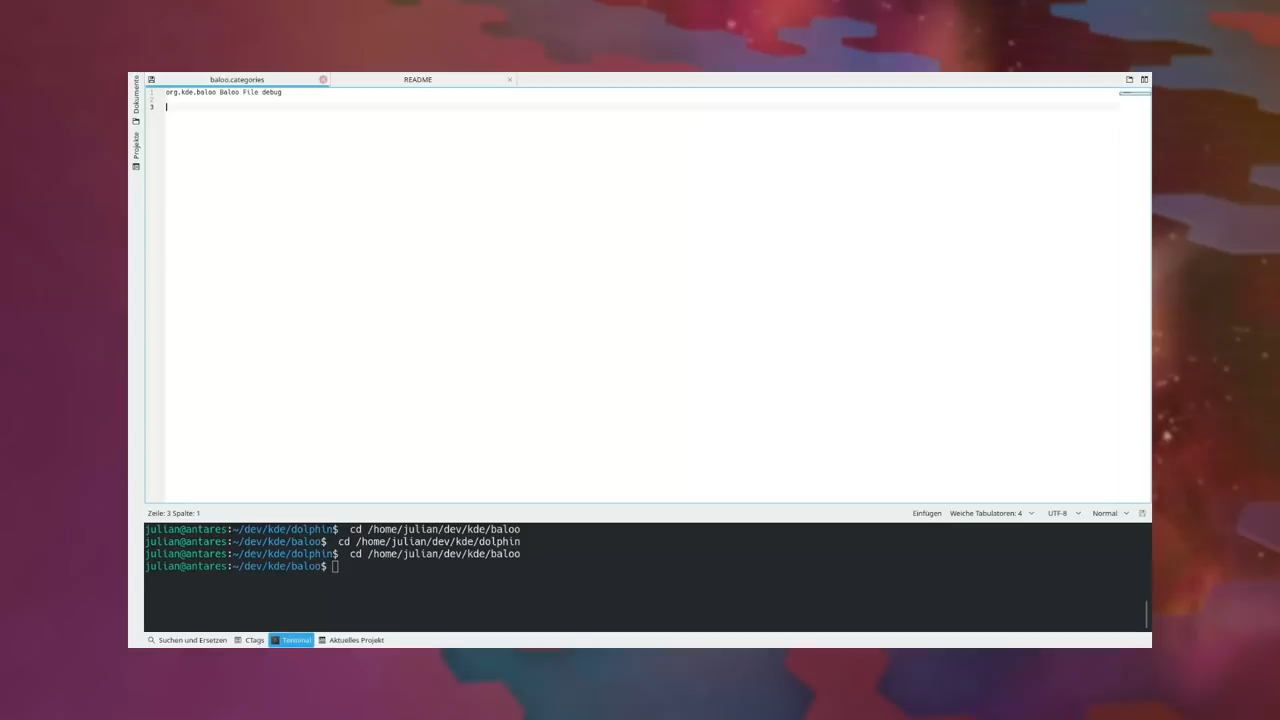 Dokumente
Projekte
baloo.categories
README
1 org.kde.baloo Baloo File debug
2
3
Zeile: 3 Spalte: 1
Einfügen
Weiche Tabulatoren: 4
UTF-8
Normal
julian@antares:~/dev/kde/dolphin$  cd /home/julian/dev/kde/baloo
julian@antares:~/dev/kde/baloo$  cd /home/julian/dev/kde/dolphin
julian@antares:~/dev/kde/dolphin$  cd /home/julian/dev/kde/baloo
julian@antares:~/dev/kde/baloo$
Suchen und Ersetzen
CTags
Terminal
Aktuelles Projekt